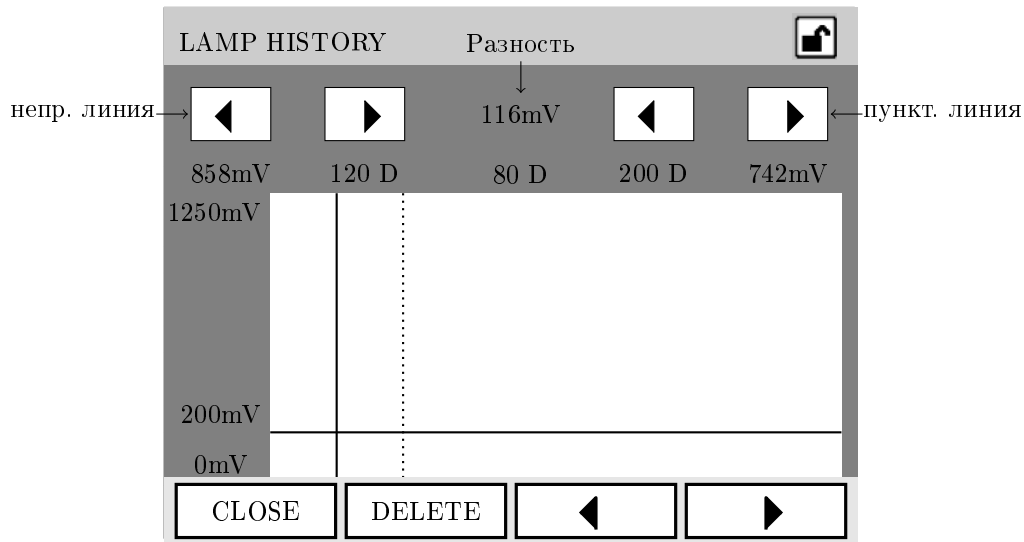 LAMP HISTORY
Разность
непр. линия
116mV
пункт. линия
858mV 120 D 80 D 200 D 742mV
1250mV
200mV
0mV
CLOSE DELETE